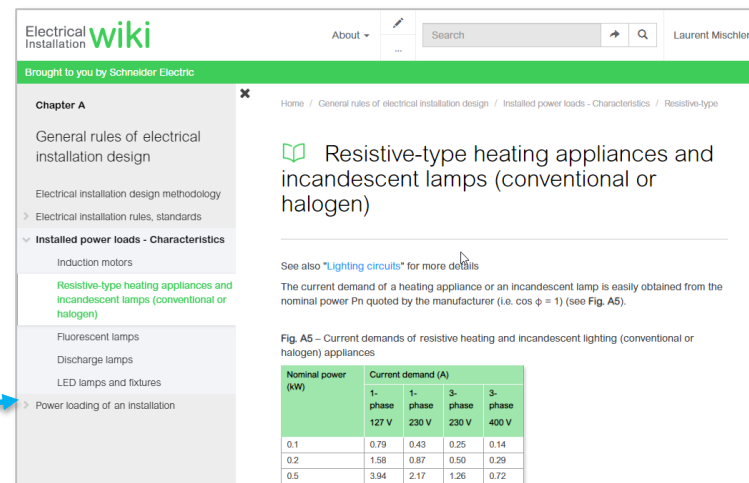 Electrical
Installation wiki
About
...
Search
Laurent Mischler
Brought to you by Schneider Electric
Chapter A
General rules of electrical
installation design
Electrical installation design methodology
Electrical installation rules, standards
Installed power loads - Characteristics
Induction motors
Resistive-type heating appliances and
incandescent lamps (conventional or
halogen)
Fluorescent lamps
Discharge lamps
LED lamps and fixtures
Power loading of an installation
Home / General rules of electrical installation design / Installed power loads - Characteristics / Resistive-type
Resistive-type heating appliances and
incandescent lamps (conventional or
halogen)
See also "Lighting circuits" for more details
The current demand of a heating appliance or an incandescent lamp is easily obtained from the
nominal power Pn quoted by the manufacturer (i.e. cos φ = 1) (see Fig. A5).
Fig. A5 – Current demands of resistive heating and incandescent lighting (conventional or
halogen) appliances
Nominal power
(kW)
Current demand (A)
1-
phase
127 V
1-
phase
230 V
3-
phase
230 V
3-
phase
400 V
0.1 0.79 0.43 0.25 0.14
0.2 1.58 0.87 0.50 0.29
0.5 3.94 2.17 1.26 0.72